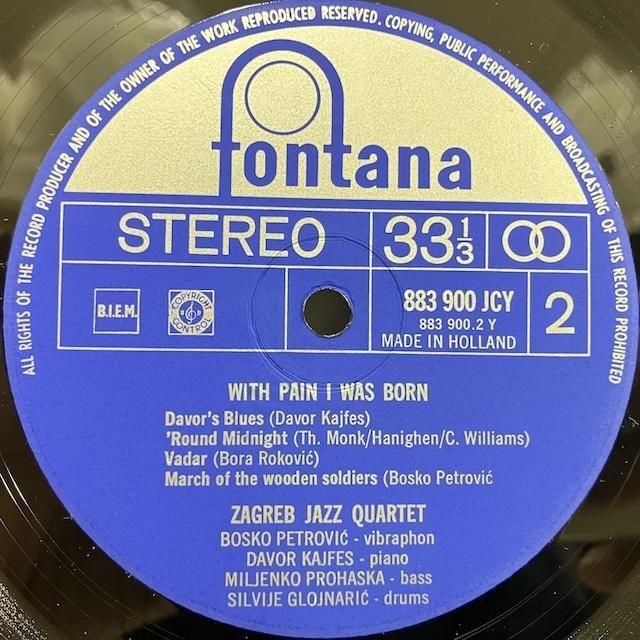 ALL RIGHTS OF THE RECORD PRODUCER AND OF THE OWNER OF THE WORK REPRODUCED RESERVED. COPYING, PUBLIC PERFORMANCE AND BROADCASTING OF THIS RECORD PROHIBITED
fontana
STEREO 33 1/3
B.I.E.M.
COPYRIGHT
CONTROL
883 900 JCY
883 900.2 Y
MADE IN HOLLAND
2
WITH PAIN I WAS BORN
Davor's Blues (Davor Kajfes)
'Round Midnight (Th. Monk/Hanighen/C. Williams)
Vadar (Bora Roković)
March of the wooden soldiers (Bosko Petrović
ZAGREB JAZZ QUARTET
BOSKO PETROVIĆ - vibraphon
DAVOR KAJFES - piano
MILJENKO PROHASKA - bass
SILVIJE GLOJNARIĆ - drums